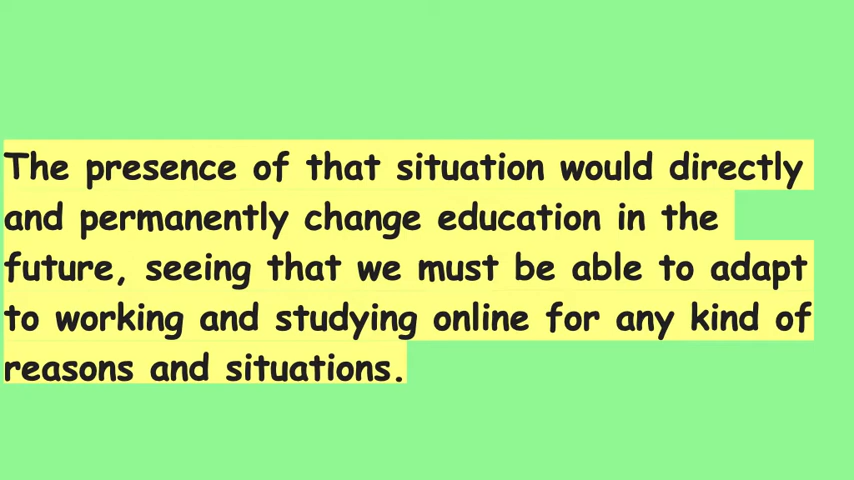 The presence of that situation would directly
and permanently change education in the
future, seeing that we must be able to adapt
to working and studying online for any kind of
reasons and situations.